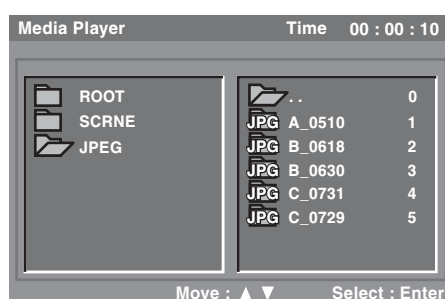 Media Player Time 00 : 00 : 10
ROOT
SCRNE
JPEG
. . 0
JPG A_0510 1
JPG B_0618 2
JPG B_0630 3
JPG C_0731 4
JPG C_0729 5
Move : ▲ ▼ Select : Enter